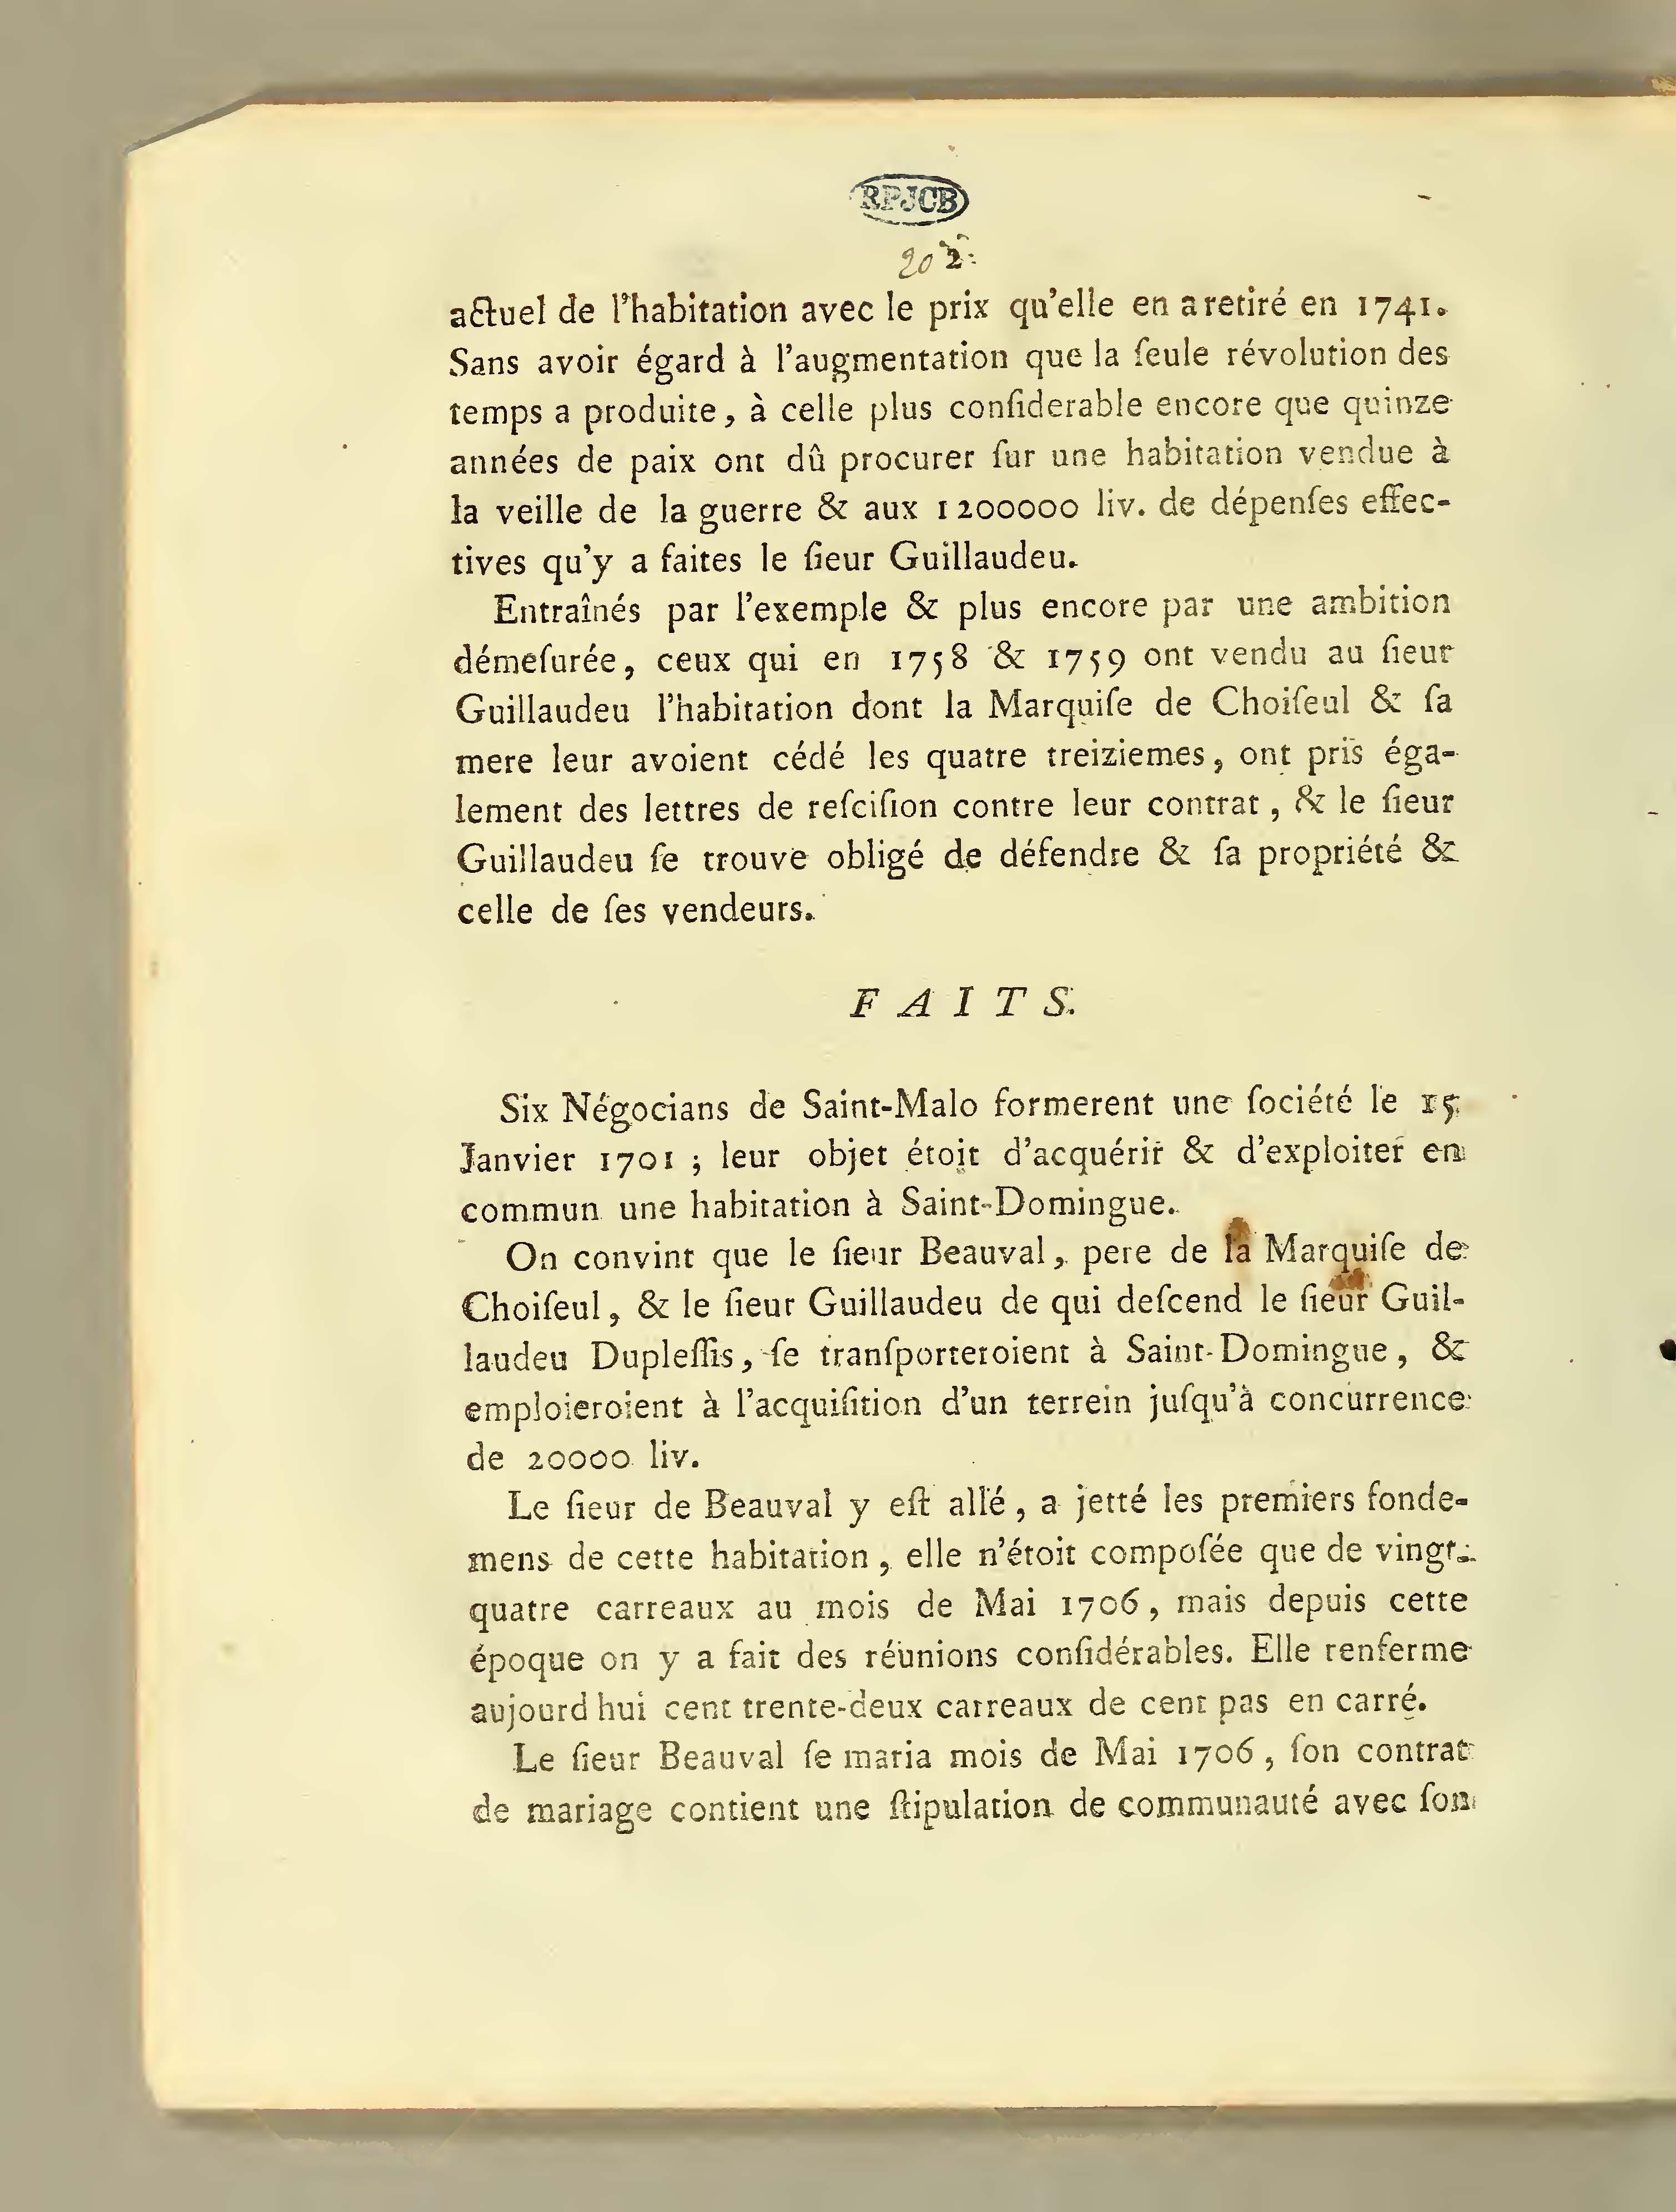 RPJCB
202
actuel de l'habitation avec le prix qu'elle en a retiré en 1741.
Sans avoir égard à l'augmentation que la ſeule révolution des
temps a produite, à celle plus conſiderable encore que quinze
années de paix ont dû procurer ſur une habitation vendue à
la veille de la guerre & aux 1200000 liv. de dépenſes effec-
tives qu'y a faites le ſieur Guillaudeu.
Entraînés par l'exemple & plus encore par une ambition
démeſurée, ceux qui en 1758 & 1759 ont vendu au ſieur
Guillaudeu l'habitation dont la Marquiſe de Choiſeul & ſa
mere leur avoient cédé les quatre treiziemes, ont pris éga-
lement des lettres de reſciſion contre leur contrat, & le ſieur
Guillaudeu ſe trouve obligé de défendre & ſa propriété &
celle de ſes vendeurs.
FAITS.
Six Négocians de Saint-Malo formerent une ſociété le 15
Janvier 1701 ; leur objet étoit d'acquérir & d'exploiter en
commun une habitation à Saint-Domingue.
On convint que le ſieur Beauval, pere de la Marquiſe de
Choiſeul, & le ſieur Guillaudeu de qui deſcend le ſieur Guil-
laudeu Dupleſſis, ſe tranſporteroient à Saint-Domingue, &
emploieroient à l'acquiſition d'un terrein juſqu'à concurrence
de 20000 liv.
Le ſieur de Beauval y eſt allé, a jetté les premiers fonde-
mens de cette habitation, elle n'étoit compoſée que de vingt-
quatre carreaux au mois de Mai 1706, mais depuis cette
époque on y a fait des réunions conſidérables. Elle renferme
aujourd hui cent trente-deux carreaux de cent pas en carré.
Le ſieur Beauval ſe maria mois de Mai 1706, ſon contrat
de mariage contient une ſtipulation de communauté avec ſon